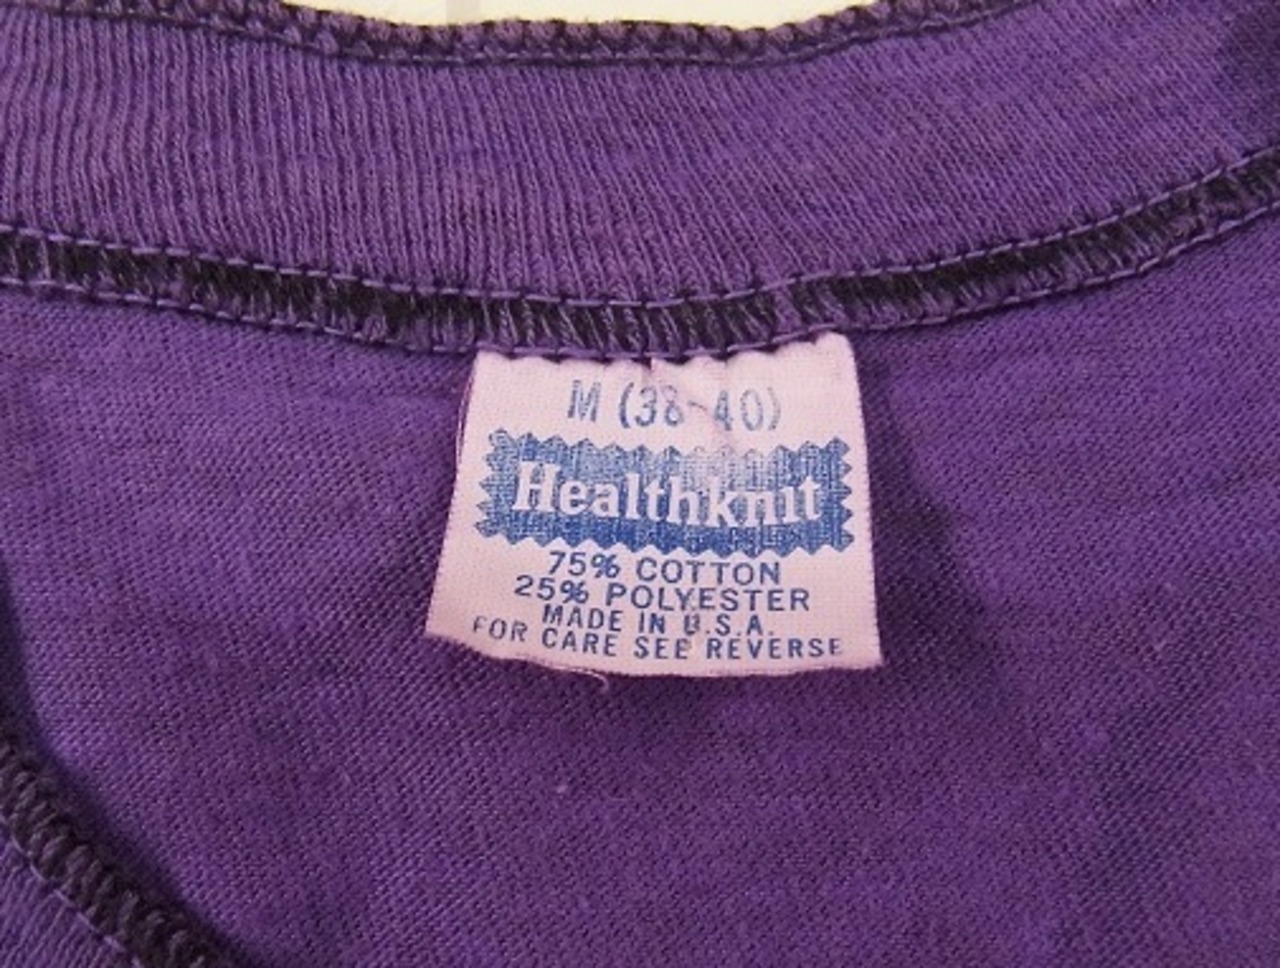 M (38-40)
Healthknit
75% COTTON
25% POLYESTER
MADE IN U.S.A.
FOR CARE SEE REVERSE